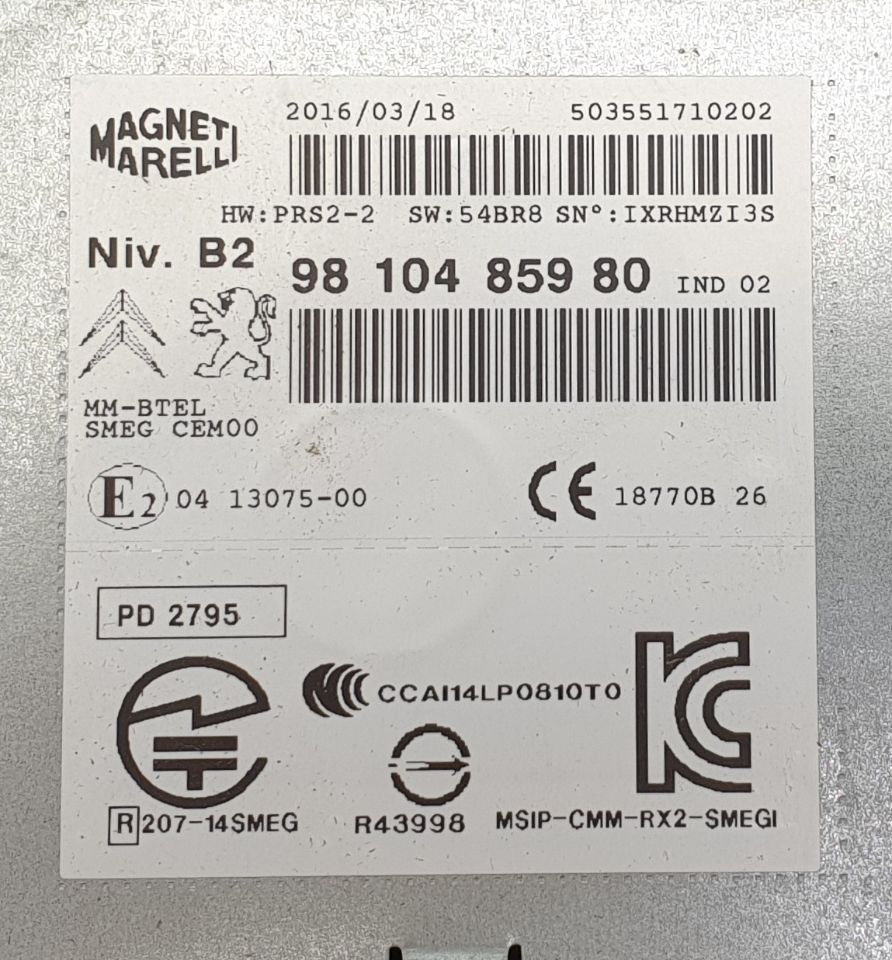 MAGNETI
MARELLI
2016/03/18 503551710202
HW:PRS2-2 SW:54BR8 SN°:IXRHMZI3S
Niv. B2
98 104 859 80 IND 02
MM-BTEL
SMEG CEM00
E2 04 13075-00
CE 18770B 26
PD 2795
CCAI14LP0810T0
R 207-14SMEG
R43998
MSIP-CMM-RX2-SMEGI